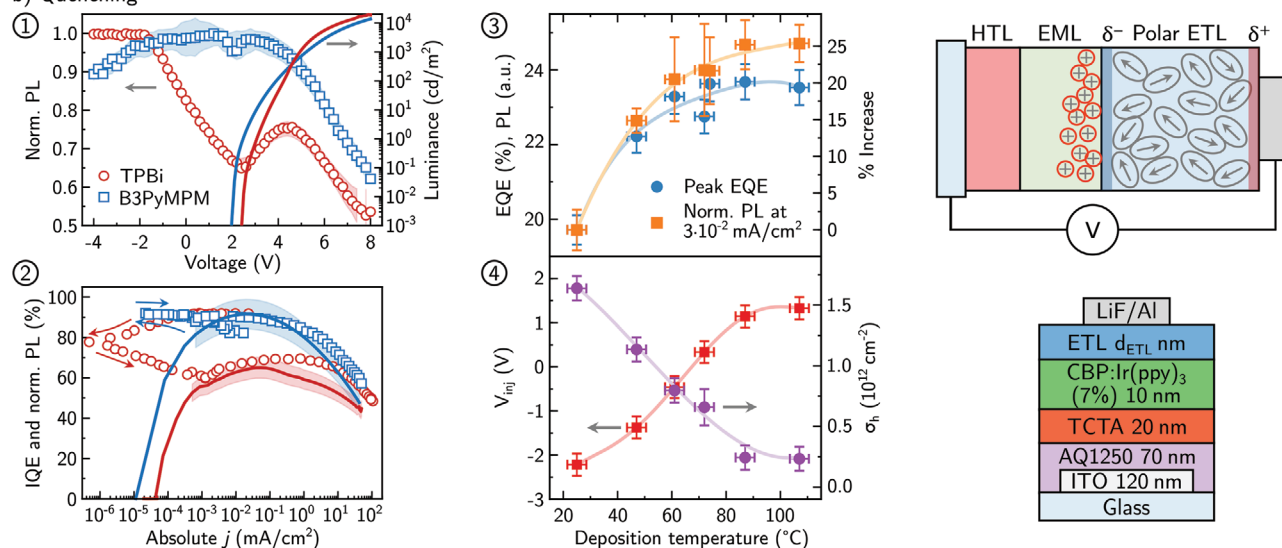 b) Quenching
①
Norm. PL
1.0
0.9
0.8
0.7
0.6
0.5
TPBi
B3PyMPM
-4 -2 0 2 4 6 8
Voltage (V)
10⁴
10³
10²
10¹
10⁰
10⁻¹
10⁻²
10⁻³
Luminance (cd/m²)
②
IQE and norm. PL (%)
100
80
60
40
20
0
10⁻⁶ 10⁻⁵ 10⁻⁴ 10⁻³ 10⁻² 10⁻¹ 10⁰ 10¹ 10²
Absolute j (mA/cm²)
③
EQE (%), PL (a.u.)
24
22
20
Peak EQE
Norm. PL at
3·10⁻² mA/cm²
25
20
15
10
5
0
% Increase
④
V_inj (V)
2
1
0
-1
-2
-3
1.5
1.0
0.5
0.0
σ_h (10¹² cm⁻²)
20 40 60 80 100
Deposition temperature (°C)
HTL EML δ⁻ Polar ETL δ⁺
V
LiF/Al
ETL d_ETL nm
CBP:Ir(ppy)₃
(7%) 10 nm
TCTA 20 nm
AQ1250 70 nm
ITO 120 nm
Glass